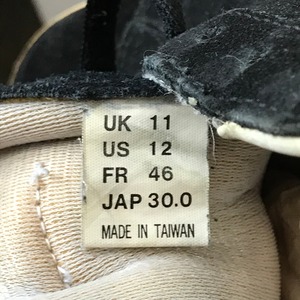 UK 11
US 12
FR 46
JAP 30.0
MADE IN TAIWAN